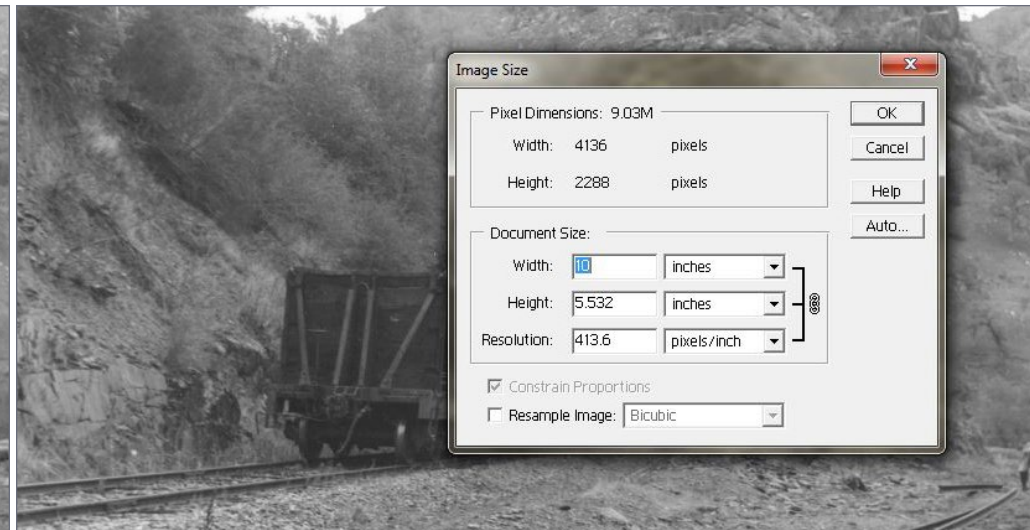 Image Size
Pixel Dimensions: 9.03M
Width: 4136 pixels
Height: 2288 pixels
Document Size:
Width: 10 inches
Height: 5.532 inches
Resolution: 413.6 pixels/inch
Constrain Proportions
Resample Image: Bicubic
OK
Cancel
Help
Auto...